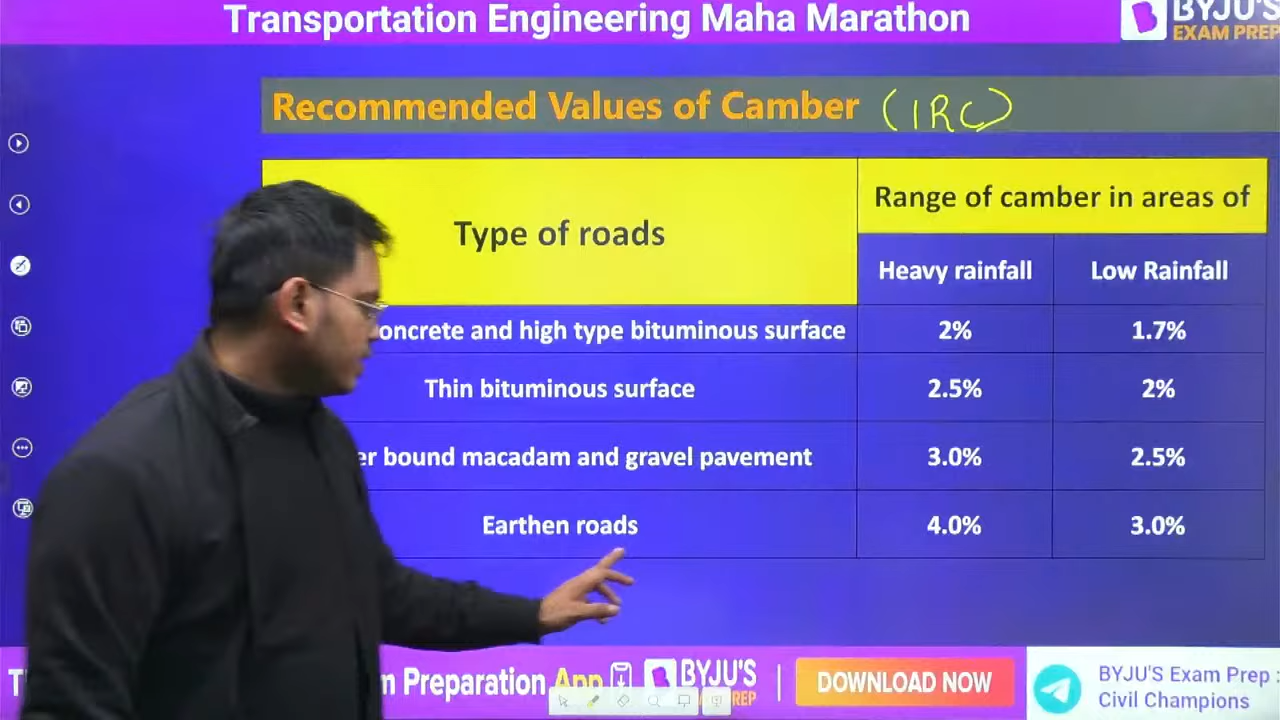 Transportation Engineering Maha Marathon
BYJU'S
EXAM PREP
Recommended Values of Camber (IRC)
Type of roads
Range of camber in areas of
Heavy rainfall
Low Rainfall
oncrete and high type bituminous surface 2% 1.7%
Thin bituminous surface 2.5% 2%
er bound macadam and gravel pavement 3.0% 2.5%
Earthen roads 4.0% 3.0%
Preparation App
BYJU'S
DOWNLOAD NOW
BYJU'S Exam Prep :
Civil Champions